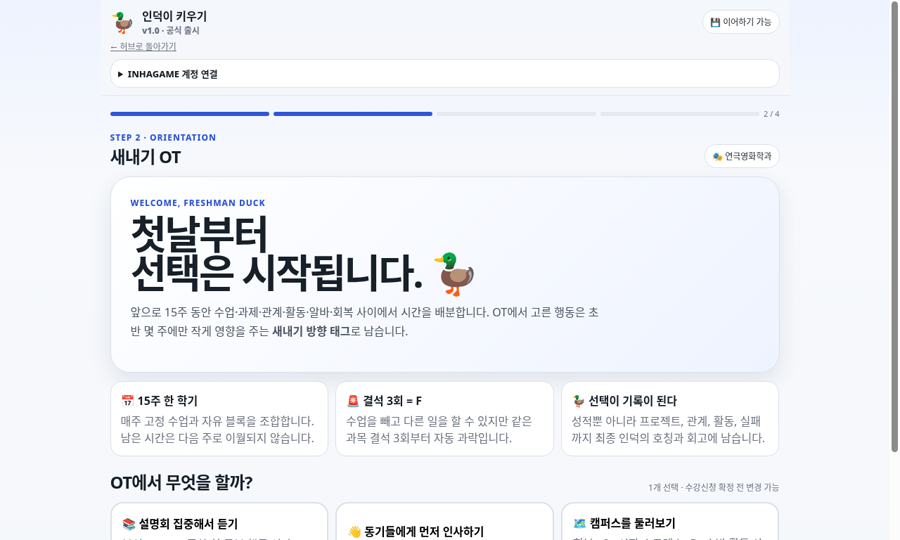 인덕이 키우기
v1.0 · 공식 출시
💾 이어하기 가능
← 허브로 돌아가기
▶ INHAGAME 계정 연결
2 / 4
STEP 2 · ORIENTATION
새내기 OT
🎭 연극영화학과
WELCOME, FRESHMAN DUCK
첫날부터
선택은 시작됩니다. 🦆
앞으로 15주 동안 수업·과제·관계·활동·알바·회복 사이에서 시간을 배분합니다. OT에서 고른 행동은 초
반 몇 주에만 작게 영향을 주는 새내기 방향 태그로 남습니다.
📅 15주 한 학기
매주 고정 수업과 자유 블록을 조합합니다.
남은 시간은 다음 주로 이월되지 않습니다.
🚨 결석 3회 = F
수업을 빼고 다른 일을 할 수 있지만 같은
과목 결석 3회부터 자동 과락입니다.
🦆 선택이 기록이 된다
성적뿐 아니라 프로젝트, 관계, 활동, 실패
까지 최종 인덕의 호칭과 회고에 남습니다.
OT에서 무엇을 할까?
1개 선택 · 수강신청 확정 전 변경 가능
📚 설명회 집중해서 듣기
👋 동기들에게 먼저 인사하기
🗺️ 캠퍼스를 둘러보기